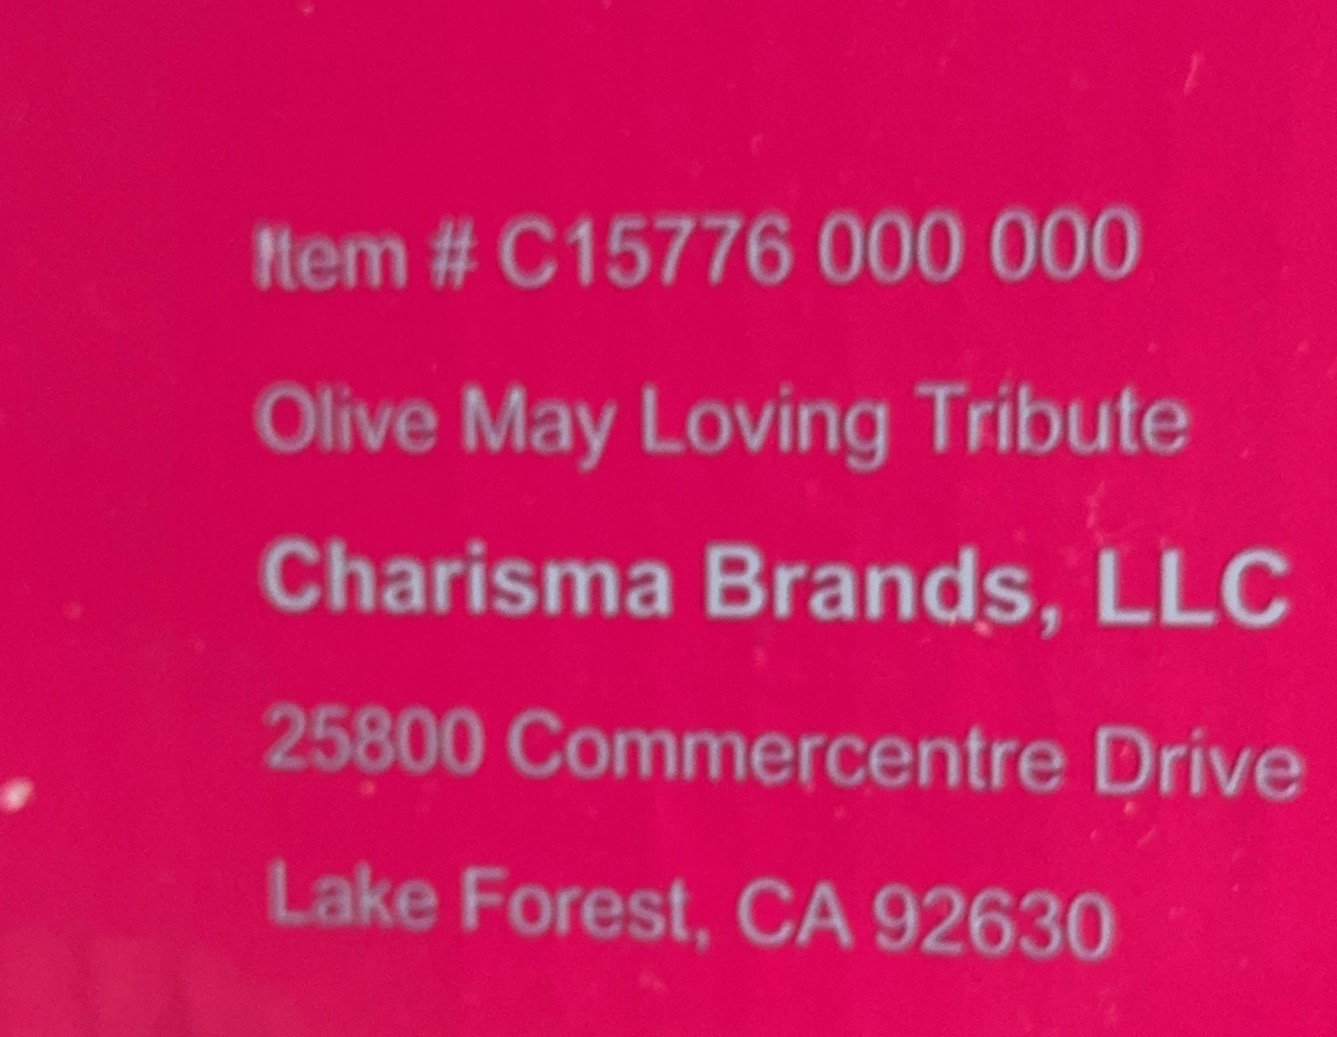 Item # C15776 000 000
Olive May Loving Tribute
Charisma Brands, LLC
25800 Commercentre Drive
Lake Forest, CA 92630